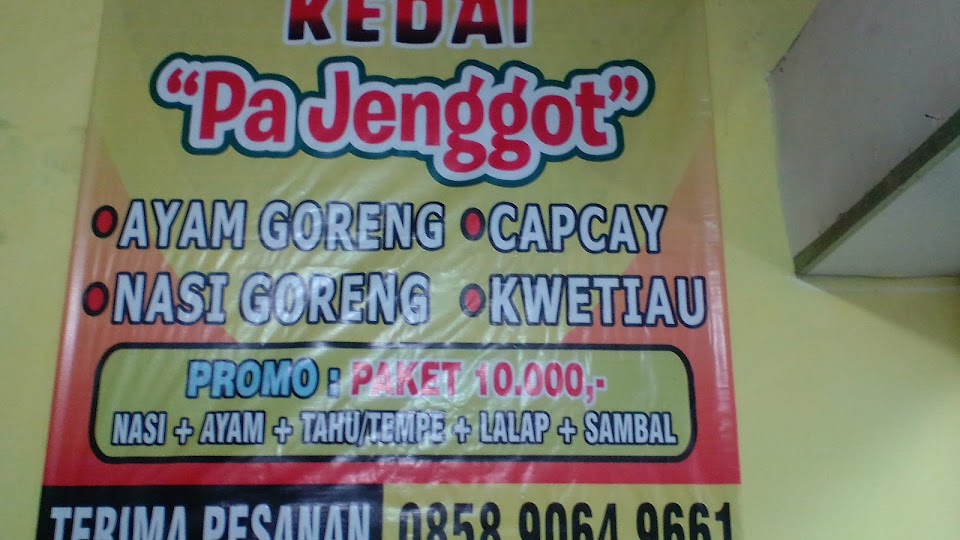 KEDAI
"Pa Jenggot"
• AYAM GORENG • CAPCAY
• NASI GORENG • KWETIAU
PROMO : PAKET 10.000,-
NASI + AYAM + TAHU/TEMPE + LALAP + SAMBAL
TERIMA PESANAN 0858 9064 9661